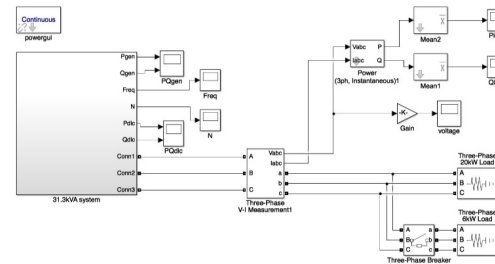 Continuous
powergui
Pgen
Qgen
PQgen
Freq
Freq
N
N
Pdlc
Qdlc
PQdlc
Conn1
Conn2
Conn3
31.3kVA system
A
B
C
Vabc
Iabc
a
b
c
Three-Phase
V-I Measurement1
Vabc
Iabc
P
Q
Power
(3ph, Instantaneous)1
Mean2
Mean1
-K-
Gain
voltage
Three-Phase
20kW Load
A
B
C
Three-Phase
6kW Load
A
B
C
A
B
C
a
b
c
Three-Phase Breaker